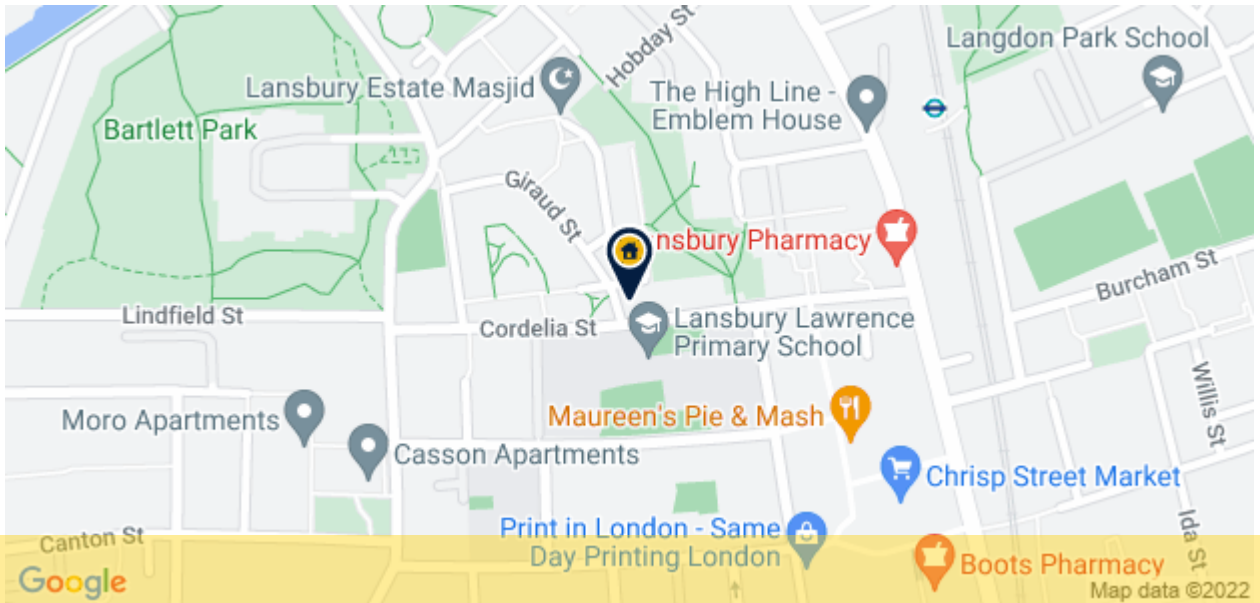 Hobday St
Langdon Park School
Lansbury Estate Masjid
The High Line -
Emblem House
Bartlett Park
Giraud St
nsbury Pharmacy
Burcham St
Lindfield St
Cordelia St
Lansbury Lawrence
Primary School
Willis St
Maureen's Pie & Mash
Moro Apartments
Casson Apartments
Chrisp Street Market
Ida St
Print in London - Same
Day Printing London
Canton St
Boots Pharmacy
Google
Map data ©2022